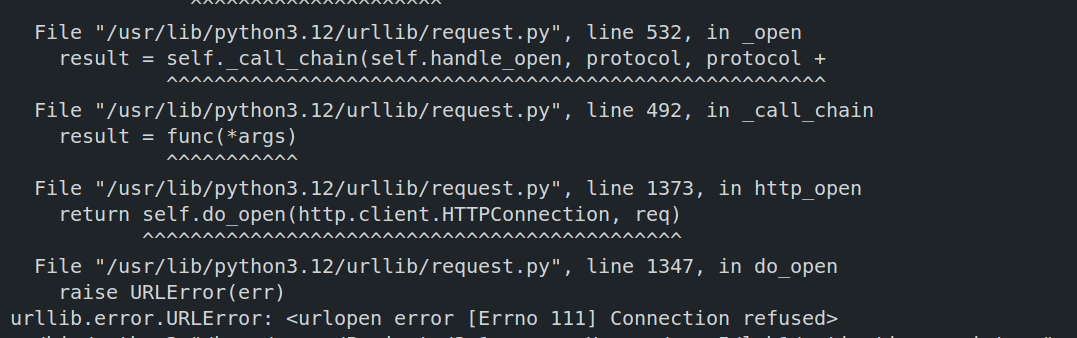 ^^^^^^^^^^^^^^^^^^^^^
File "/usr/lib/python3.12/urllib/request.py", line 532, in _open
result = self._call_chain(self.handle_open, protocol, protocol +
^^^^^^^^^^^^^^^^^^^^^^^^^^^^^^^^^^^^^^^^^^^^^^^^^^^^^^^
File "/usr/lib/python3.12/urllib/request.py", line 492, in _call_chain
result = func(*args)
^^^^^^^^^^^
File "/usr/lib/python3.12/urllib/request.py", line 1373, in http_open
return self.do_open(http.client.HTTPConnection, req)
^^^^^^^^^^^^^^^^^^^^^^^^^^^^^^^^^^^^^^^^^^^^^
File "/usr/lib/python3.12/urllib/request.py", line 1347, in do_open
raise URLError(err)
urllib.error.URLError: <urlopen error [Errno 111] Connection refused>